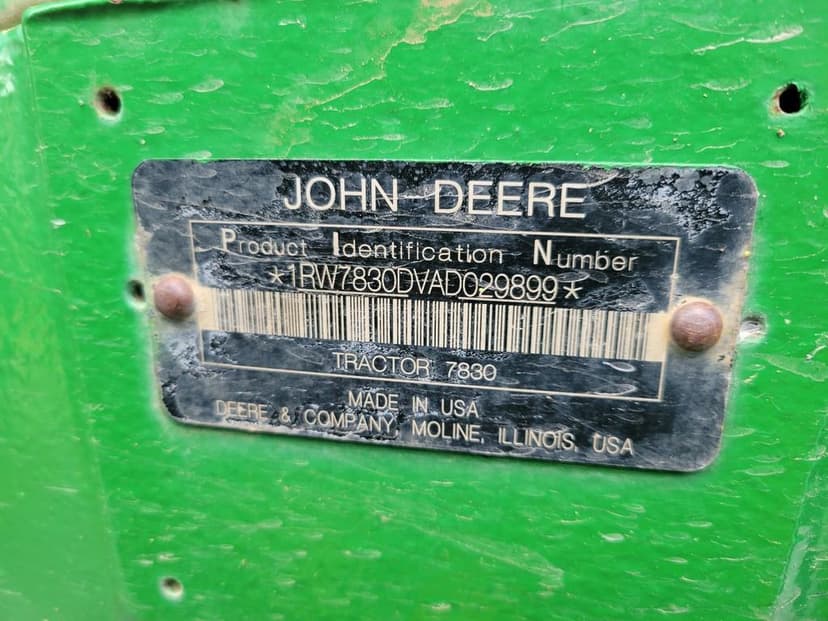 JOHN DEERE
Product Identification Number
*1RW7830DVAD029899*
TRACTOR 7830
MADE IN USA
DEERE & COMPANY, MOLINE, ILLINOIS, USA